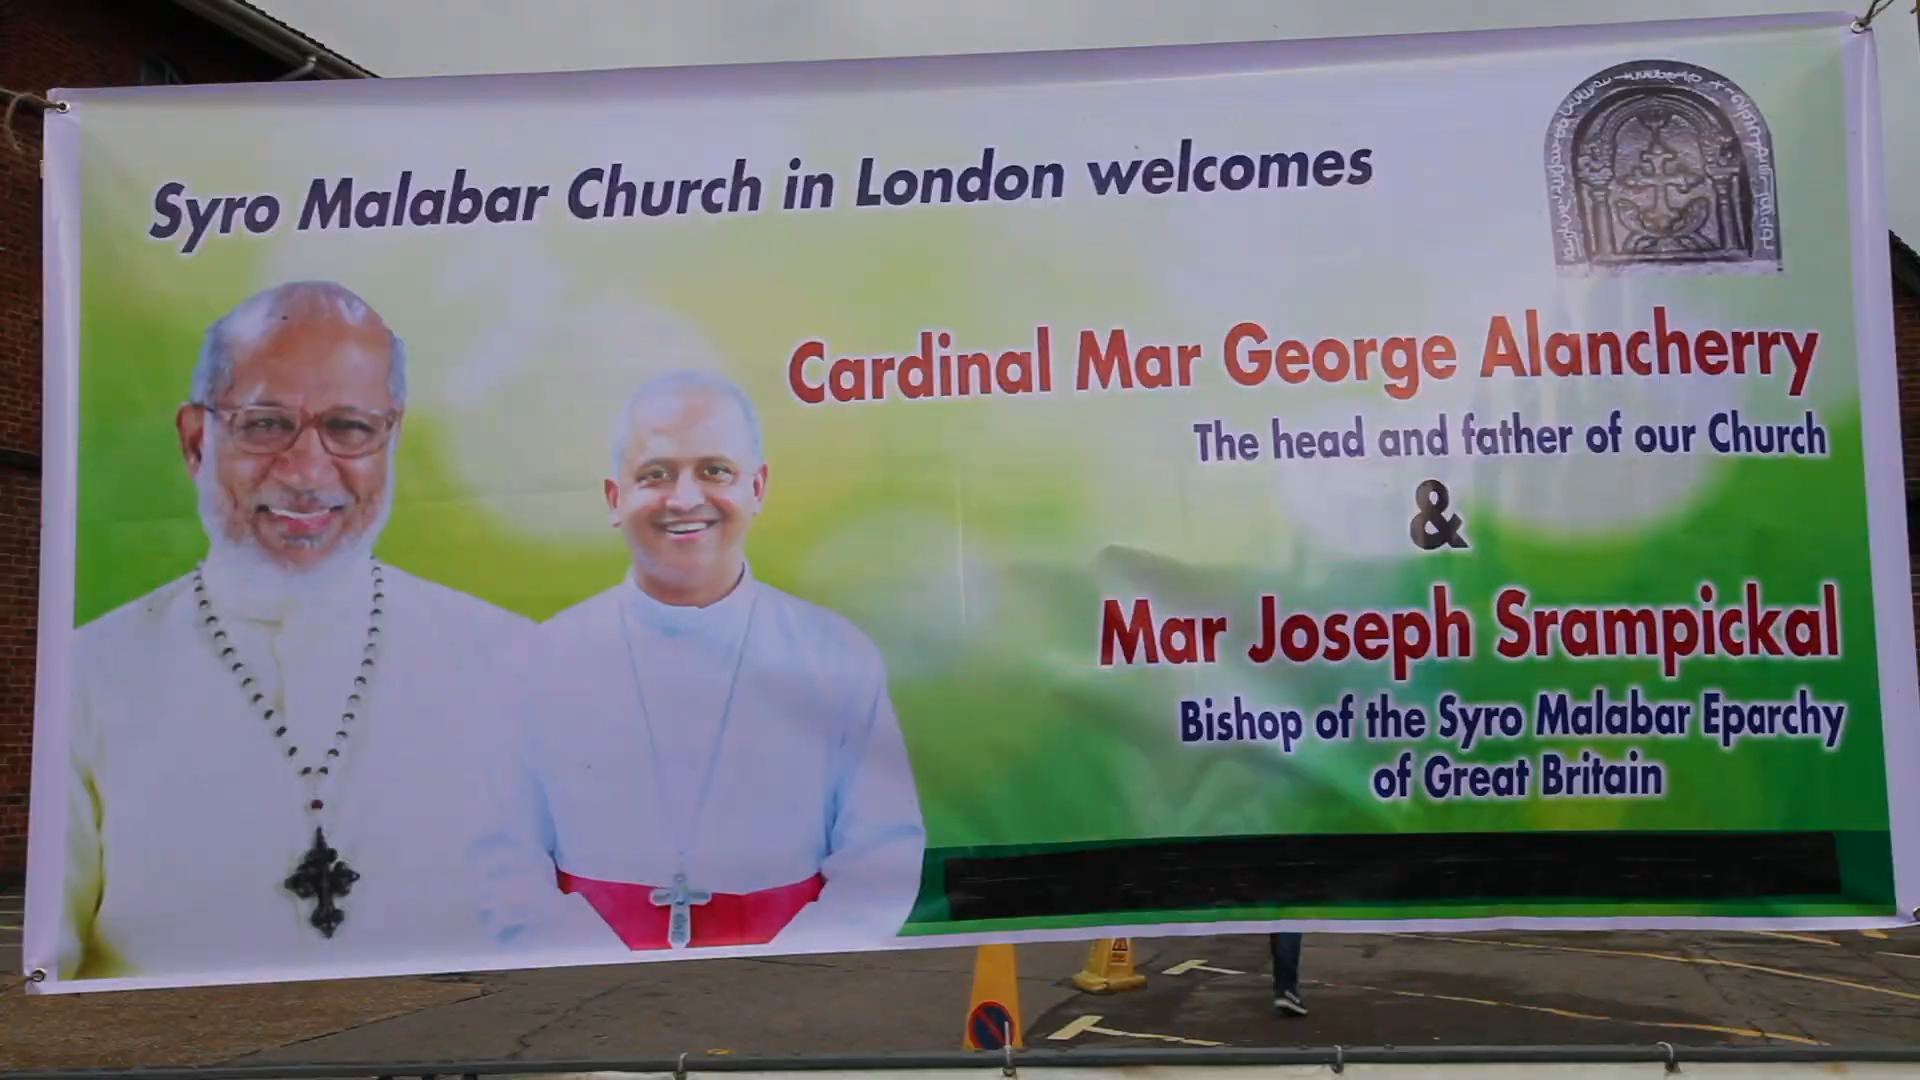 Syro Malabar Church in London welcomes
Cardinal Mar George Alancherry
The head and father of our Church
&
Mar Joseph Srampickal
Bishop of the Syro Malabar Eparchy
of Great Britain